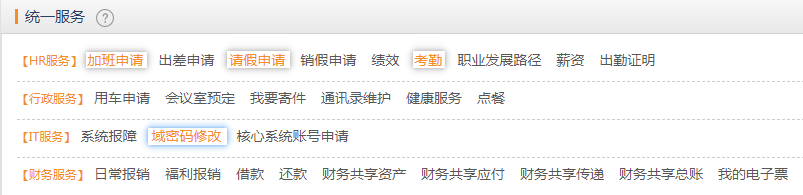 统一服务 ?
【HR服务】 加班申请 出差申请 请假申请 销假申请 绩效 考勤 职业发展路径 薪资 出勤证明
【行政服务】 用车申请 会议室预定 我要寄件 通讯录维护 健康服务 点餐
【IT服务】 系统报障 域密码修改 核心系统账号申请
【财务服务】 日常报销 福利报销 借款 还款 财务共享资产 财务共享应付 财务共享传递 财务共享总账 我的电子票